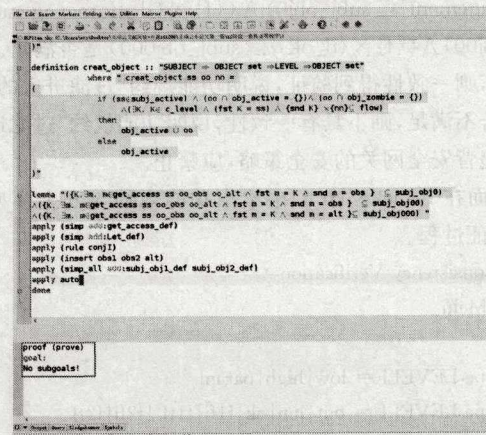 File Edit Search Markers Folding View Utilities Macros Plugins Help
)"
definition creat_object :: "SUBJECT ⇒ OBJECT set ⇒LEVEL ⇒OBJECT set"
where " creat_object ss oo nn =
(
if (ss∈subj_active) ∧ (oo ∩ obj_active = {})∧ (oo ∩ obj_zombie = {})
∧(∃K. K∈ c_level ∧ (fst K = ss) ∧ {snd K} ×{nn}⊆ flow)
then
obj_active ∪ oo
else
obj_active
)"
lemma "({K. ∃m. m∈get_access ss oo_obs oo_alt ∧ fst m = K ∧ snd m = obs } ⊆ subj_obj0)
∧({K. ∃m. m∈get_access ss oo_obs oo_alt ∧ fst m = K ∧ snd m = obs } ⊆ subj_obj00)
∧({K. ∃m. m∈get_access ss oo_obs oo_alt ∧ fst m = K ∧ snd m = alt }⊆ subj_obj000) "
apply (simp add:get_access_def)
apply (simp add:Let_def)
apply (rule conjI)
apply (insert obs1 obs2 alt)
apply (simp_all add:subj_obj1_def subj_obj2_def)
apply auto
done
proof (prove)
goal:
No subgoals!
Output Query Sledgehammer Symbols